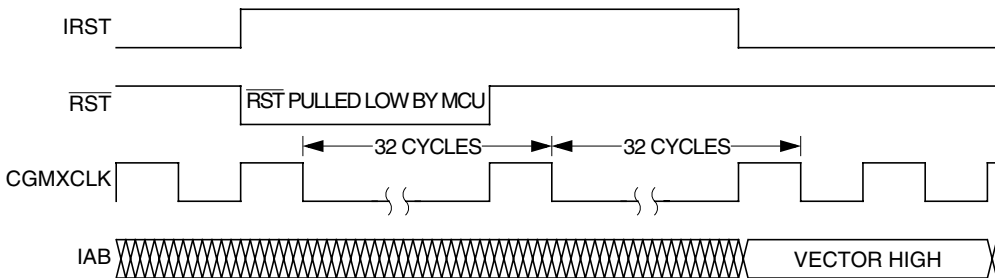 IRST
RST
RST PULLED LOW BY MCU
32 CYCLES
32 CYCLES
CGMXCLK
IAB
VECTOR HIGH